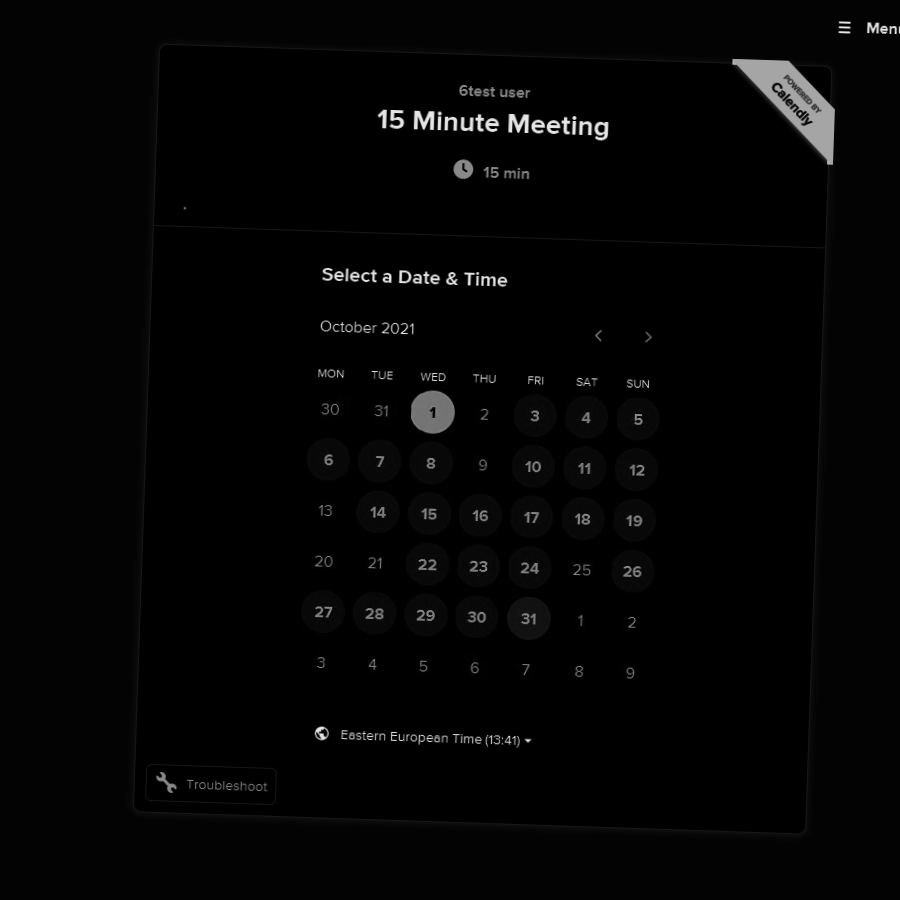 ☰ Menu
POWERED BY
Calendly
6test user
15 Minute Meeting
15 min
Select a Date & Time
October 2021
MON TUE WED THU FRI SAT SUN
30 31 1 2 3 4 5
6 7 8 9 10 11 12
13 14 15 16 17 18 19
20 21 22 23 24 25 26
27 28 29 30 31 1 2
3 4 5 6 7 8 9
Eastern European Time (13:41)
Troubleshoot